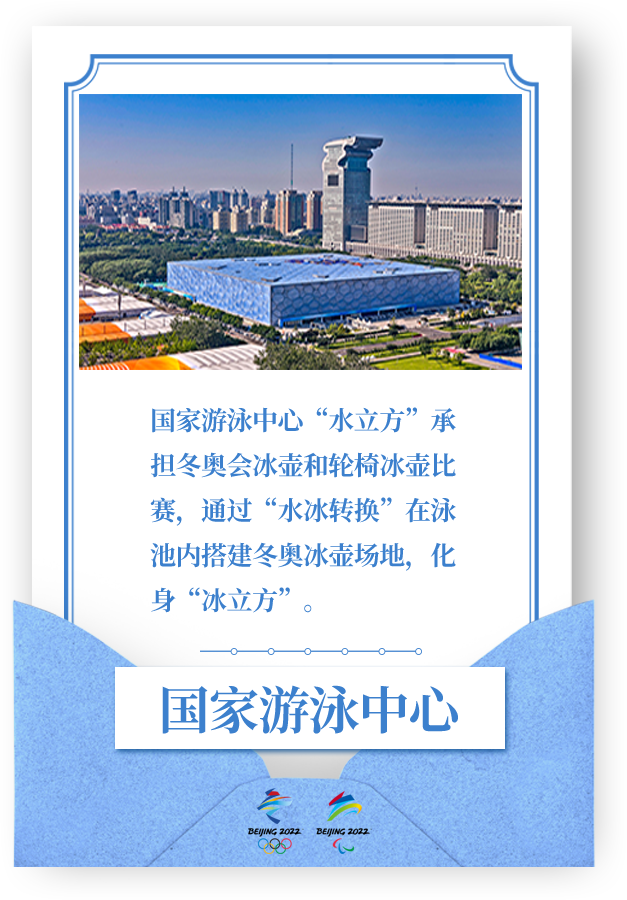 国家游泳中心“水立方”承
担冬奥会冰壶和轮椅冰壶比
赛，通过“水冰转换”在泳
池内搭建冬奥冰壶场地，化
身“冰立方”。
国家游泳中心
BEIJING 2022 BEIJING 2022